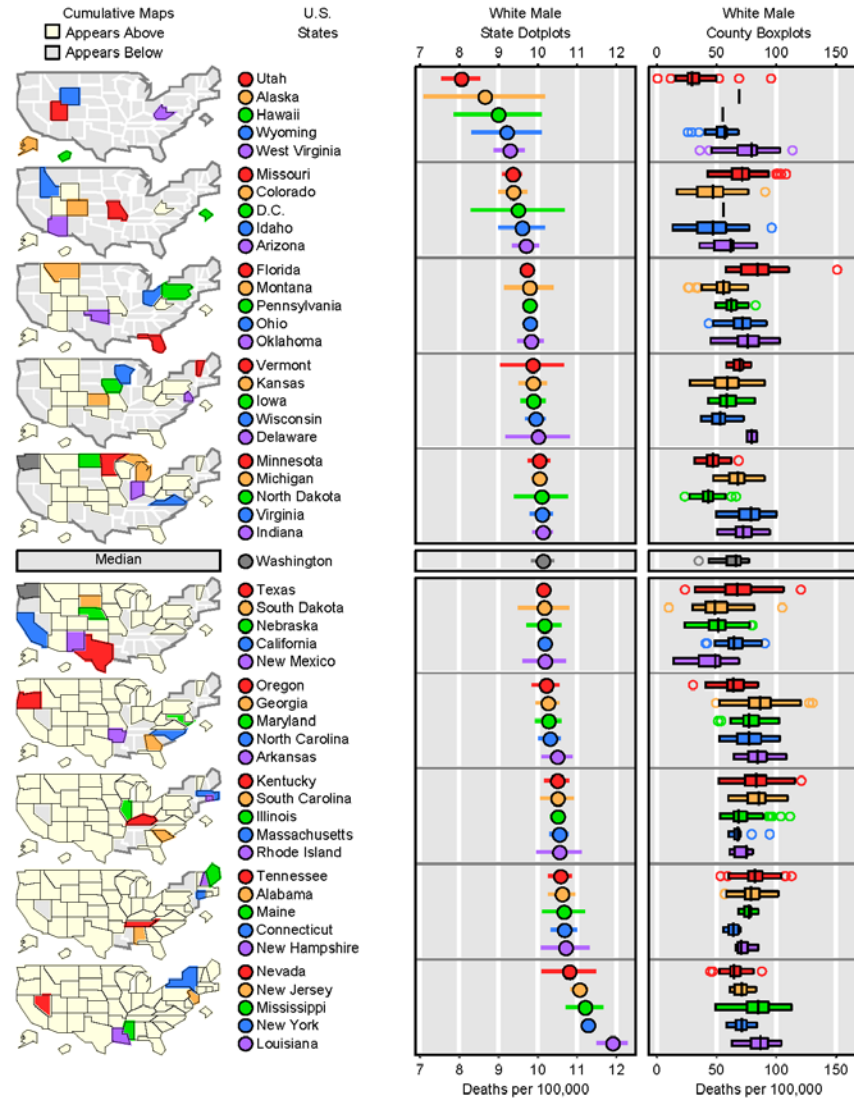 Cumulative Maps
Appears Above
Appears Below
U.S.
States
White Male
State Dotplots
White Male
County Boxplots
7 8 9 10 11 12
0 50 100 150
Utah
Alaska
Hawaii
Wyoming
West Virginia
Missouri
Colorado
D.C.
Idaho
Arizona
Florida
Montana
Pennsylvania
Ohio
Oklahoma
Vermont
Kansas
Iowa
Wisconsin
Delaware
Minnesota
Michigan
North Dakota
Virginia
Indiana
Median
Washington
Texas
South Dakota
Nebraska
California
New Mexico
Oregon
Georgia
Maryland
North Carolina
Arkansas
Kentucky
South Carolina
Illinois
Massachusetts
Rhode Island
Tennessee
Alabama
Maine
Connecticut
New Hampshire
Nevada
New Jersey
Mississippi
New York
Louisiana
7 8 9 10 11 12
0 50 100 150
Deaths per 100,000
Deaths per 100,000